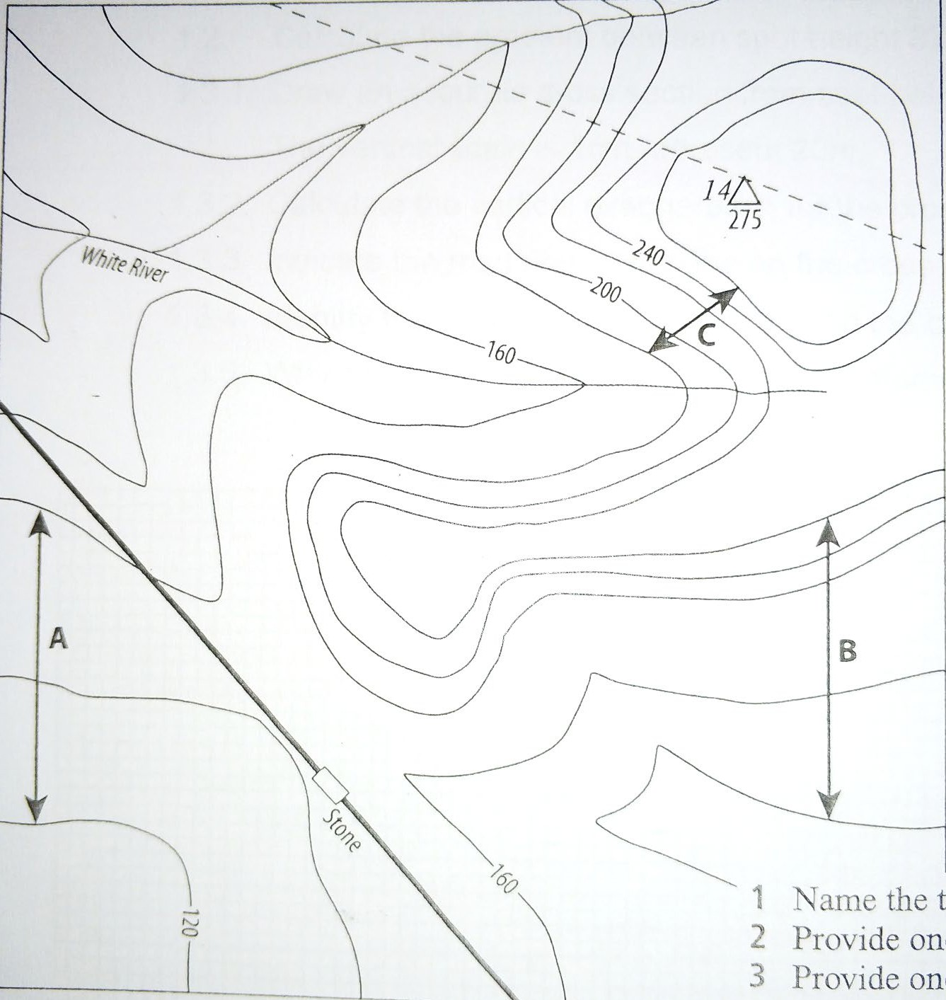 14
275
240
White River
200
C
160
A
B
Stone
160
120
1 Name the t
2 Provide on
3 Provide on